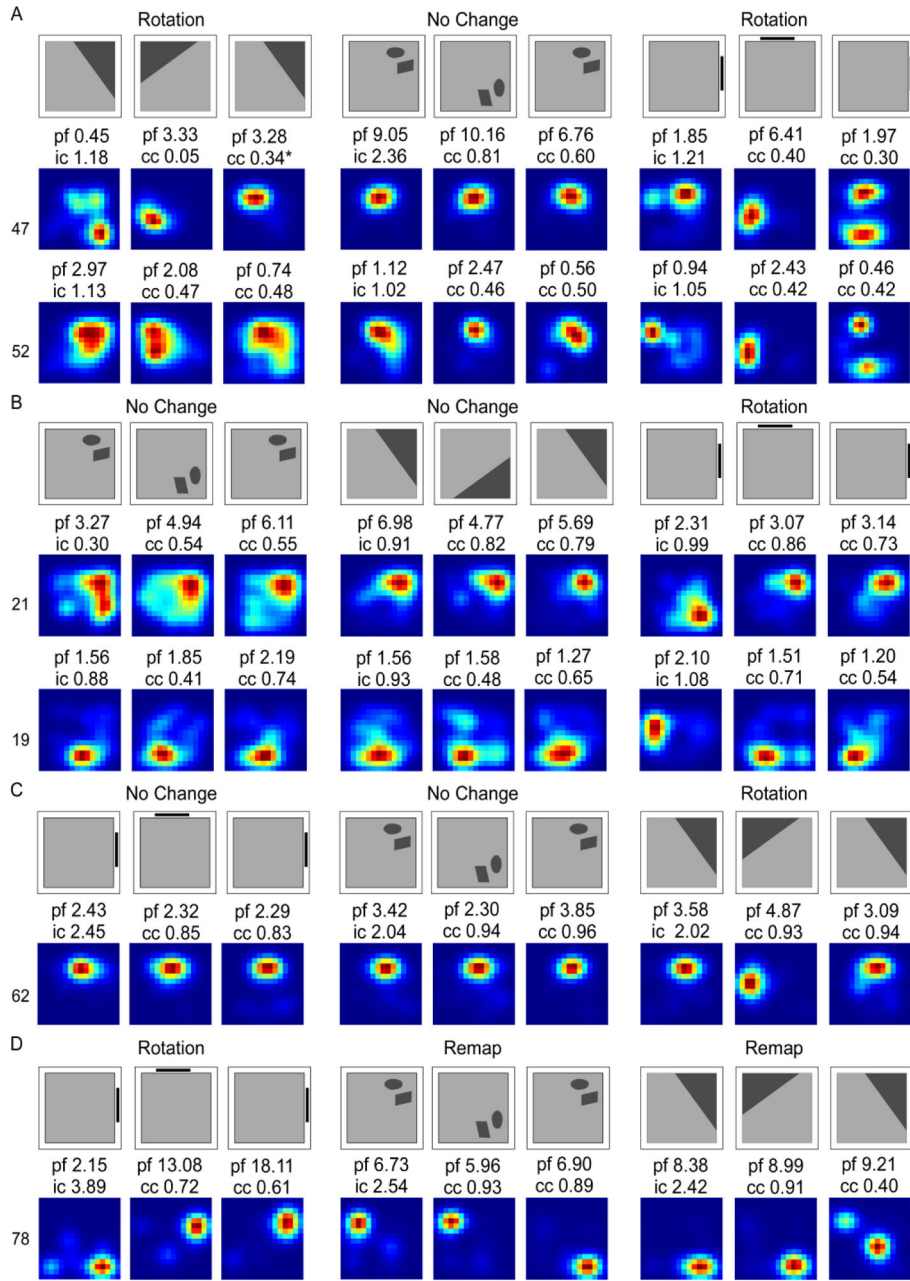 A
Rotation No Change Rotation
pf 0.45 pf 3.33 pf 3.28 pf 9.05 pf 10.16 pf 6.76 pf 1.85 pf 6.41 pf 1.97
ic 1.18 cc 0.05 cc 0.34* ic 2.36 cc 0.81 cc 0.60 ic 1.21 cc 0.40 cc 0.30
47
pf 2.97 pf 2.08 pf 0.74 pf 1.12 pf 2.47 pf 0.56 pf 0.94 pf 2.43 pf 0.46
ic 1.13 cc 0.47 cc 0.48 ic 1.02 cc 0.46 cc 0.50 ic 1.05 cc 0.42 cc 0.42
52
B
No Change No Change Rotation
pf 3.27 pf 4.94 pf 6.11 pf 6.98 pf 4.77 pf 5.69 pf 2.31 pf 3.07 pf 3.14
ic 0.30 cc 0.54 cc 0.55 ic 0.91 cc 0.82 cc 0.79 ic 0.99 cc 0.86 cc 0.73
21
pf 1.56 pf 1.85 pf 2.19 pf 1.56 pf 1.58 pf 1.27 pf 2.10 pf 1.51 pf 1.20
ic 0.88 cc 0.41 cc 0.74 ic 0.93 cc 0.48 cc 0.65 ic 1.08 cc 0.71 cc 0.54
19
C
No Change No Change Rotation
pf 2.43 pf 2.32 pf 2.29 pf 3.42 pf 2.30 pf 3.85 pf 3.58 pf 4.87 pf 3.09
ic 2.45 cc 0.85 cc 0.83 ic 2.04 cc 0.94 cc 0.96 ic 2.02 cc 0.93 cc 0.94
62
D
Rotation Remap Remap
pf 2.15 pf 13.08 pf 18.11 pf 6.73 pf 5.96 pf 6.90 pf 8.38 pf 8.99 pf 9.21
ic 3.89 cc 0.72 cc 0.61 ic 2.54 cc 0.93 cc 0.89 ic 2.42 cc 0.91 cc 0.40
78